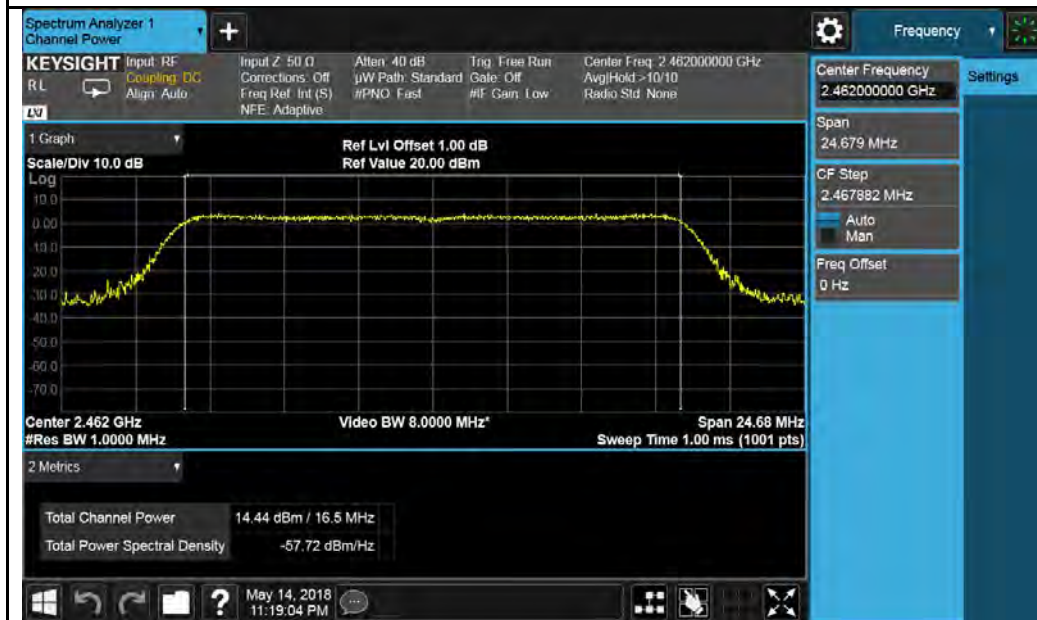 Spectrum Analyzer 1
Channel Power
Frequency
KEYSIGHT
Input: RF
Coupling: DC
Align: Auto
RL
LXI
Input Z: 50 Ω
Corrections: Off
Freq Ref: Int (S)
NFE: Adaptive
Atten: 40 dB
µW Path: Standard
#PNO: Fast
Trig: Free Run
Gate: Off
#IF Gain: Low
Center Freq: 2.462000000 GHz
Avg|Hold:>10/10
Radio Std: None
Center Frequency
2.462000000 GHz
Settings
Span
24.679 MHz
CF Step
2.467882 MHz
Auto
Man
Freq Offset
0 Hz
1 Graph
Scale/Div 10.0 dB
Ref Lvl Offset 1.00 dB
Ref Value 20.00 dBm
Log
10.0
0.00
-10.0
-20.0
-30.0
-40.0
-50.0
-60.0
-70.0
Center 2.462 GHz
#Res BW 1.0000 MHz
Video BW 8.0000 MHz*
Span 24.68 MHz
Sweep Time 1.00 ms (1001 pts)
2 Metrics
Total Channel Power 14.44 dBm / 16.5 MHz
Total Power Spectral Density -57.72 dBm/Hz
May 14, 2018
11:19:04 PM